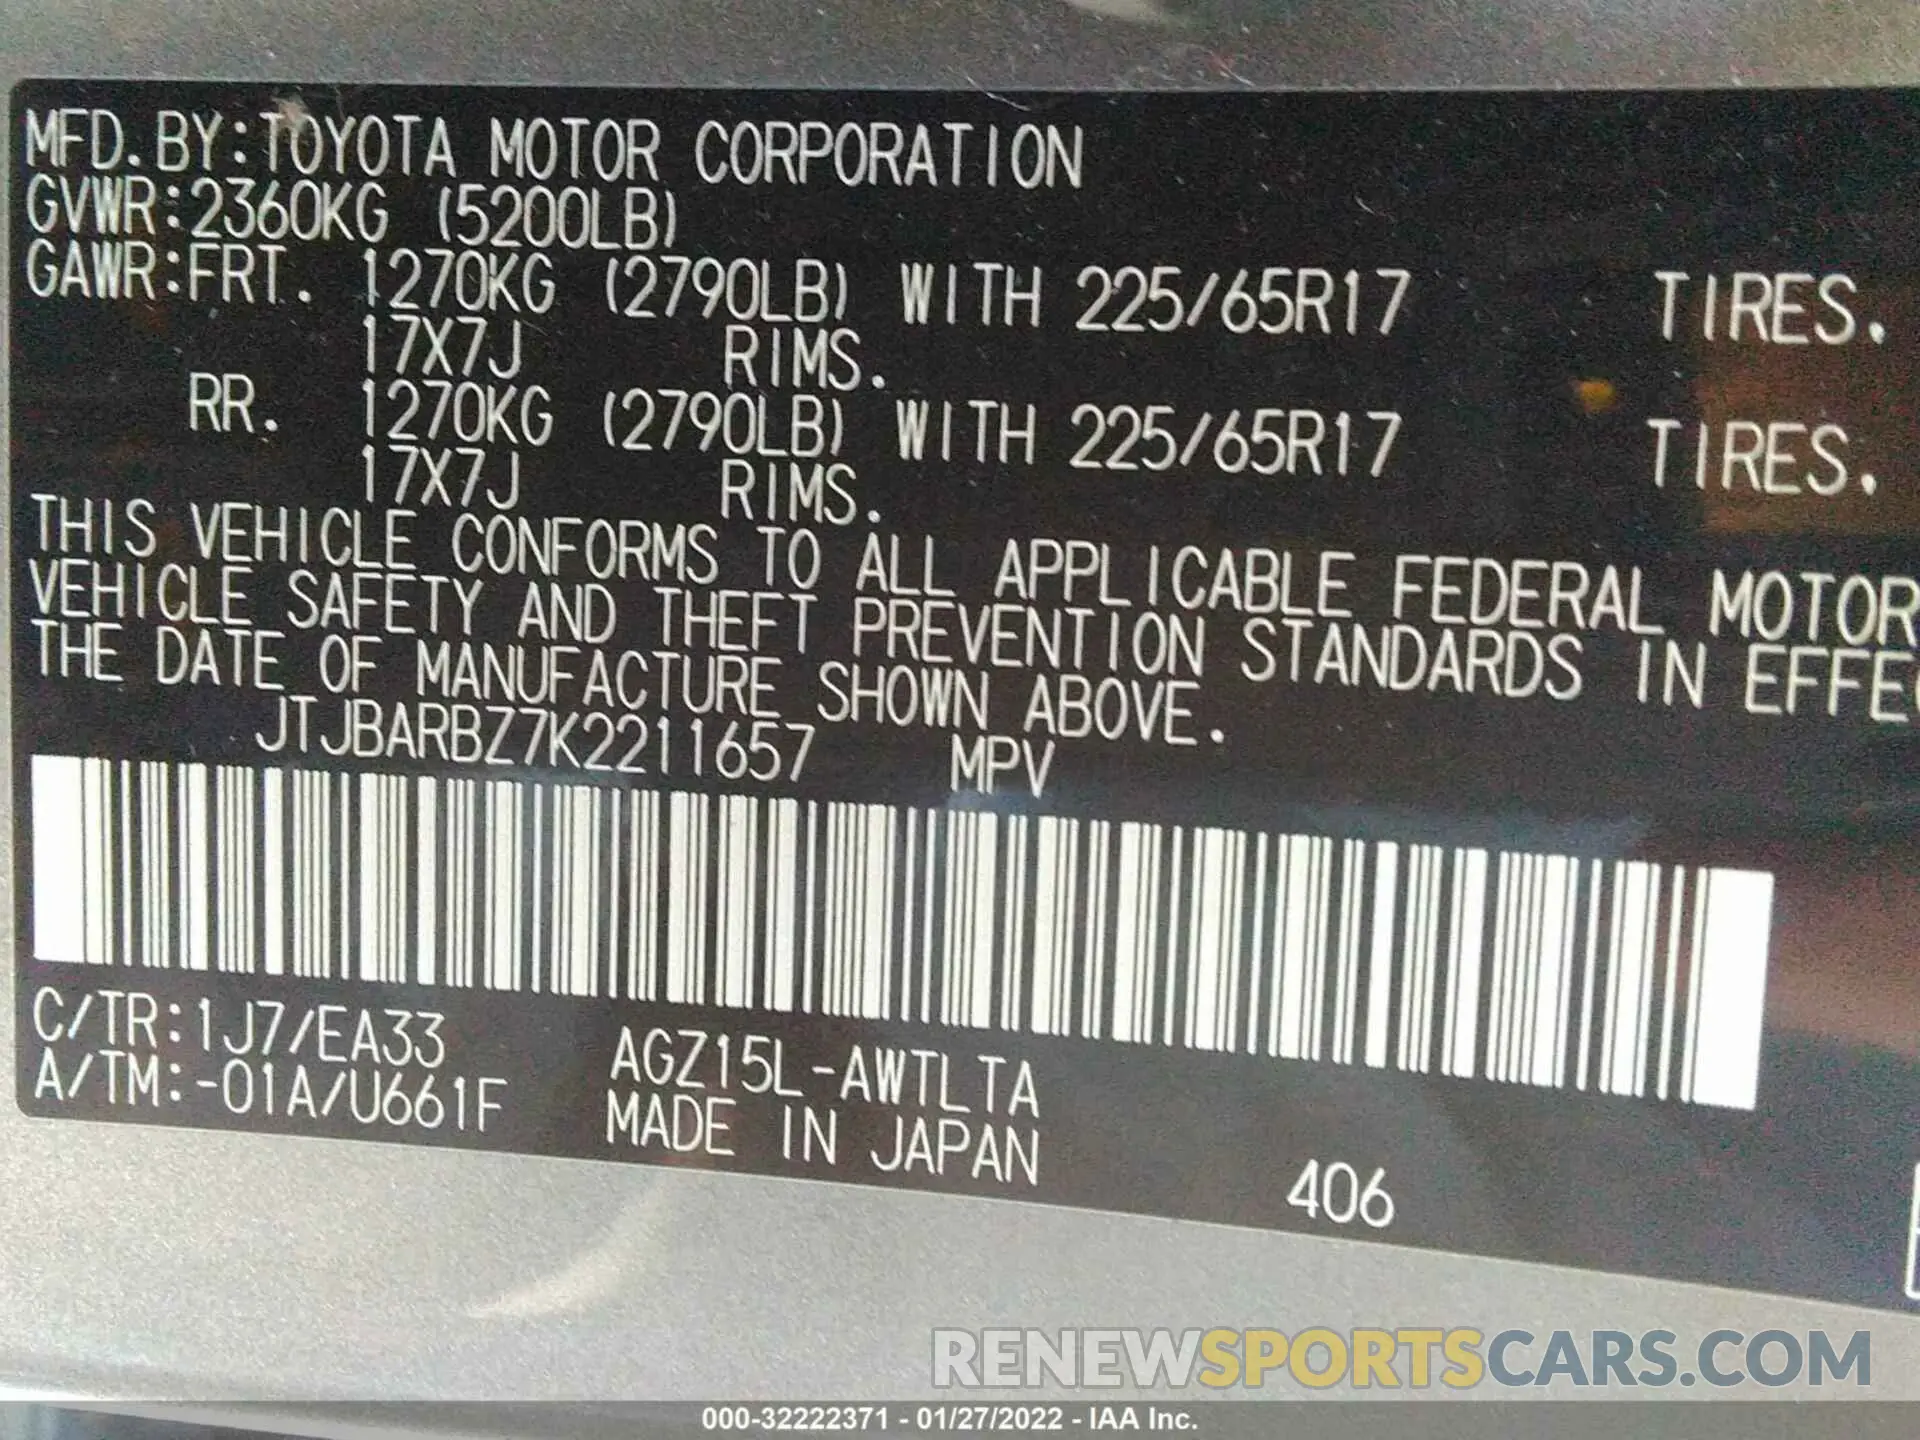 MFD.BY:TOYOTA MOTOR CORPORATION
GVWR:2360KG (5200LB)
GAWR:FRT. 1270KG (2790LB) WITH 225/65R17 TIRES.
17X7J RIMS.
RR. 1270KG (2790LB) WITH 225/65R17 TIRES.
17X7J RIMS.
THIS VEHICLE CONFORMS TO ALL APPLICABLE FEDERAL MOTOR
VEHICLE SAFETY AND THEFT PREVENTION STANDARDS IN EFFE
THE DATE OF MANUFACTURE SHOWN ABOVE.
JTJBARBZ7K2211657 MPV
C/TR:1J7/EA33 AGZ15L-AWTLTA
A/TM:-01A/U661F MADE IN JAPAN
406
RENEWSPORTSCARS.COM
000-32222371 - 01/27/2022 - IAA Inc.